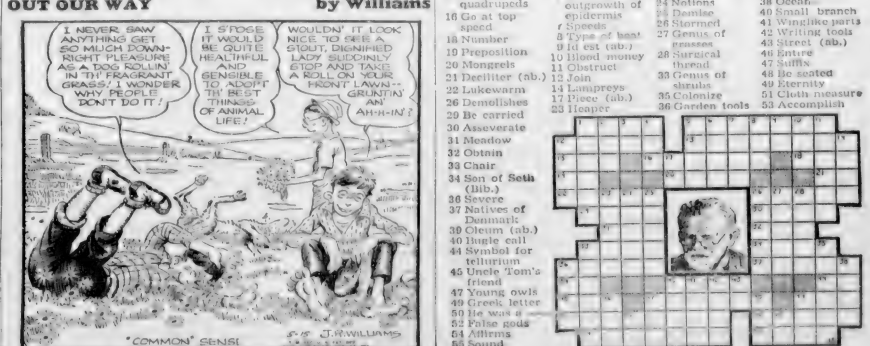 OUT OUR WAY
by Williams
I NEVER SAW
ANYTHING GET
SO MUCH DOWN-
RIGHT PLEASURE
AS A DOG ROLLIN'
IN TH' FRAGRANT
GRASS! I WONDER
WHY PEOPLE
DON'T DO IT!
I S'POSE
IT WOULD
BE QUITE
HEALTHFUL
AND
SENSIBLE
TO ADOPT
TH' BEST
THINGS
OF ANIMAL
LIFE!
WOULDN' IT LOOK
NICE TO SEE A
STOUT, DIGNIFIED
LADY SUDDINLY
STOP AND TAKE
A ROLL ON YOUR
FRONT LAWN--
GRUNTIN'
AN'
AH-H-IN'?
"COMMON" SENSE
5-15 J.R.WILLIAMS
quadrupeds
16 Go at top
speed
18 Number
19 Preposition
20 Mongrels
21 Deciliter (ab.)
22 Lukewarm
26 Demolishes
29 Be carried
30 Asseverate
31 Meadow
32 Obtain
33 Chair
34 Son of Seth
(Bib.)
36 Severe
37 Natives of
Denmark
39 Oleum (ab.)
40 Bugle call
44 Symbol for
tellurium
45 Uncle Tom's
friend
47 Young owls
49 Greek letter
50 He was a
52 False gods
54 Affirms
55 Sound
outgrowth of
epidermis
7 Speeds
8 Type of boat
9 Id est (ab.)
10 Blood money
11 Obstruct
12 Join
14 Lampreys
17 Piece (ab.)
23 Heaper
24 Notions
25 Demise
26 Stormed
27 Genus of
grasses
28 Surgical
thread
33 Genus of
shrubs
35 Colonize
36 Garden tools
38 Ocean
40 Small branch
41 Winglike parts
42 Writing tools
43 Street (ab.)
46 Entire
47 Suffix
48 Be seated
49 Eternity
51 Cloth measure
53 Accomplish